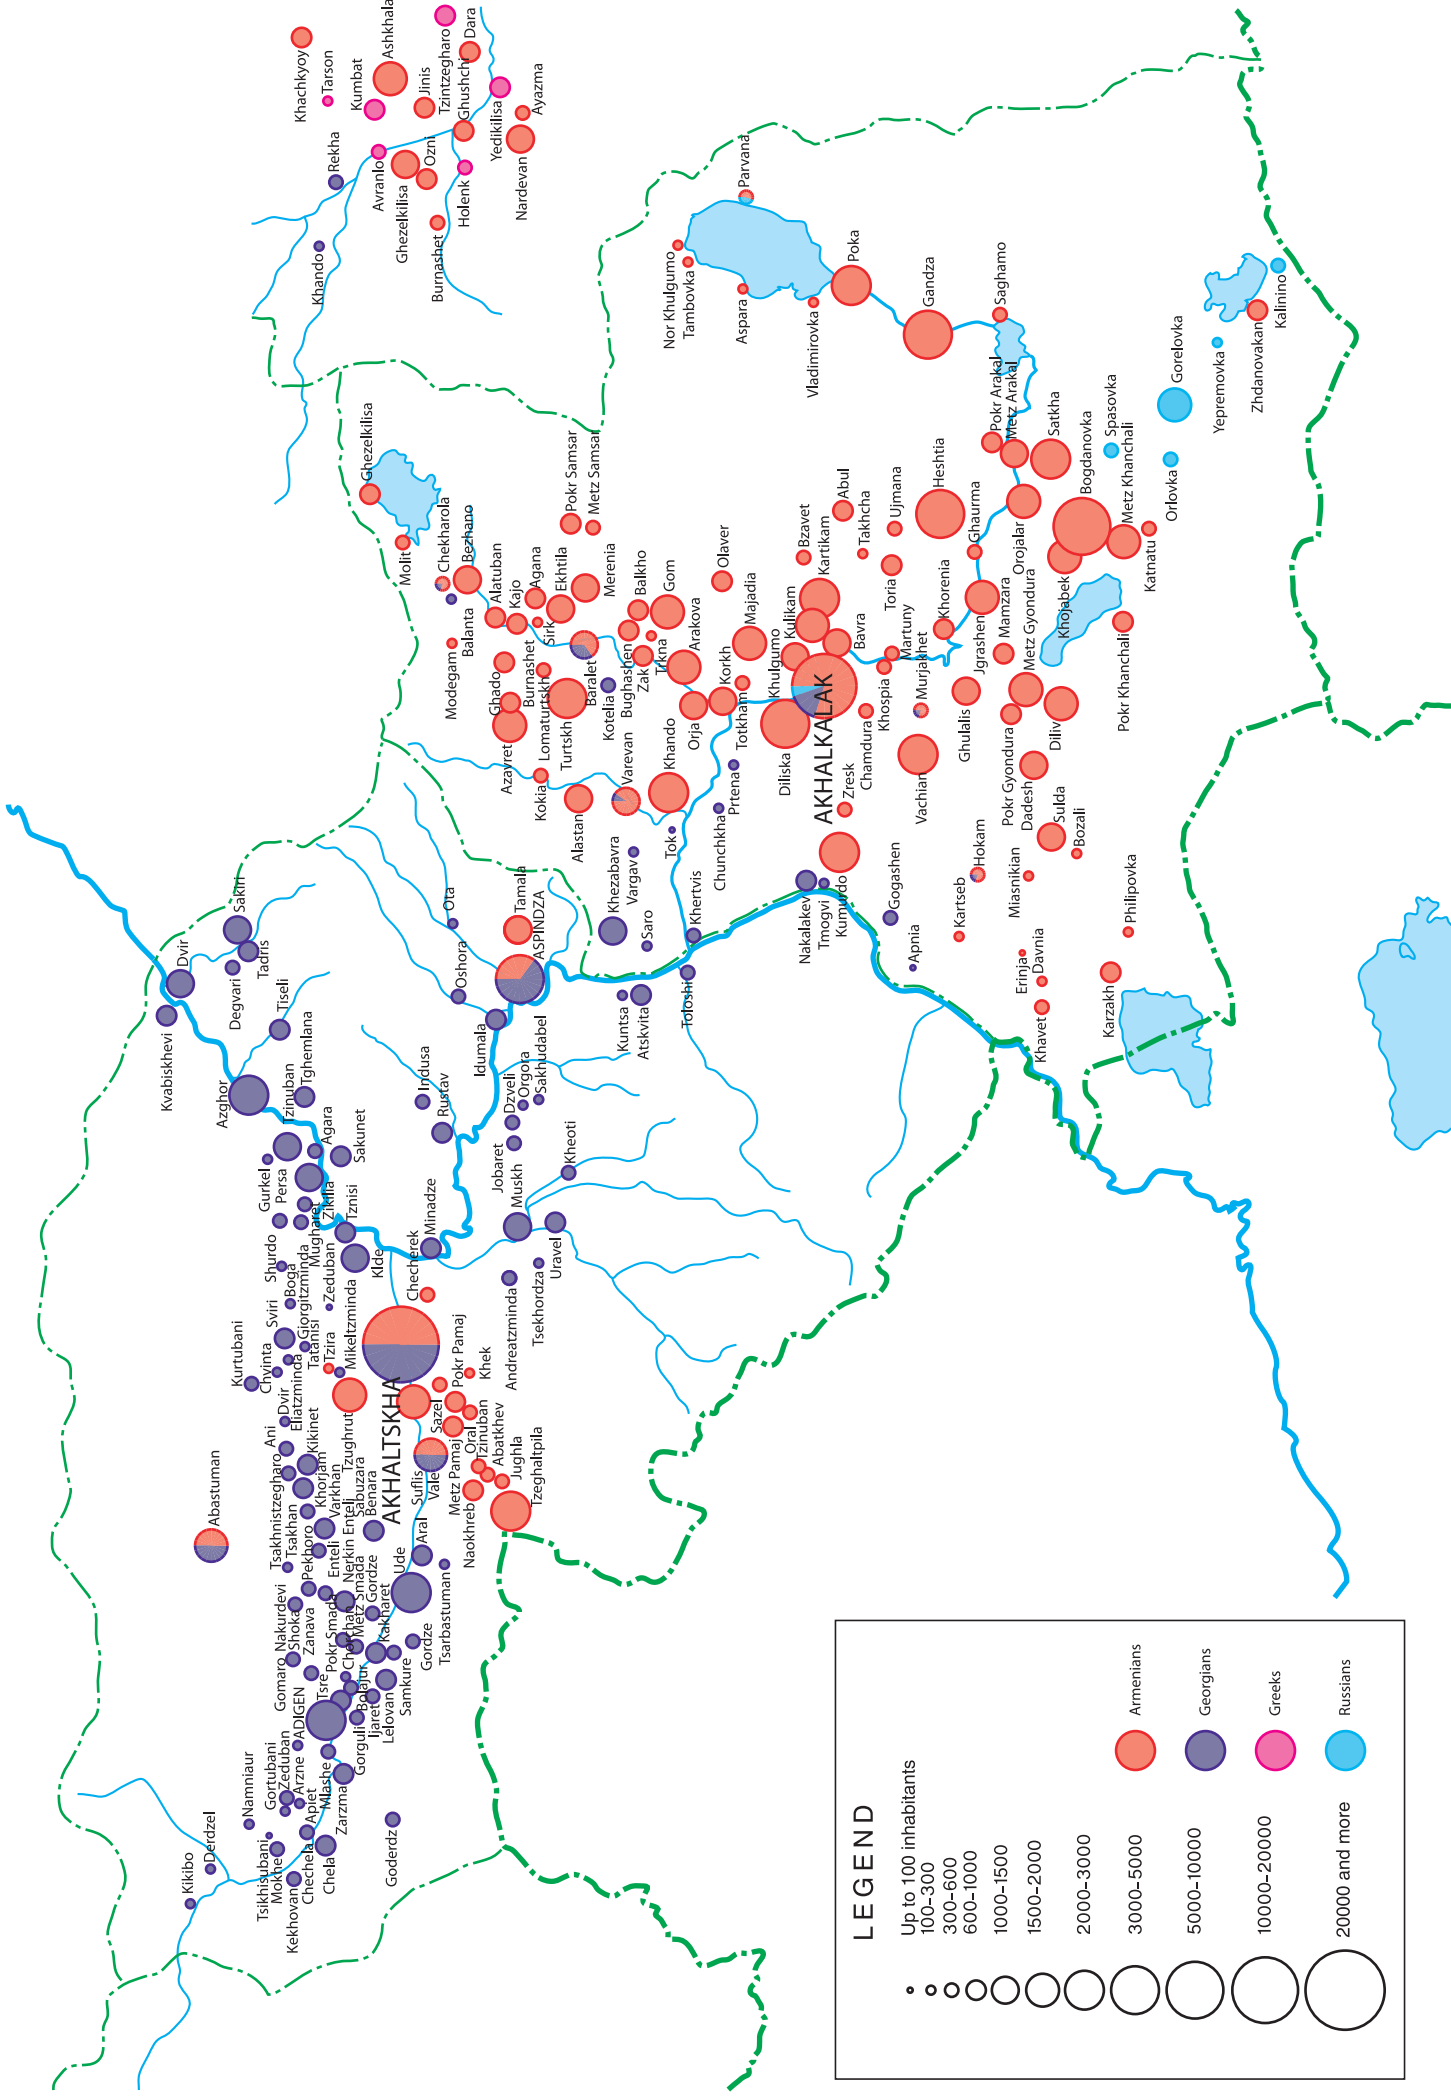 Khachkyoy
Tarson
Kumbat
Ashkhala
Jinis
Tzintzegharo
Dara
Ghushchi
Rekha
Avranlo
Ghezelkilisa
Ozni
Holenk
Yedikilisa
Ayazma
Nardevan
Burnashet
Khando
Parvana
Nor Khulgumo
Tambovka
Aspara
Vladimirovka
Poka
Gandza
Saghamo
Kalinino
Zhdanovakan
Yepremovka
Gorelovka
Spasovka
Orlovka
Ghezelkilisa
Molit
Chekharola
Bezhano
Balanta
Modegam
Alatuban
Kajo
Agana
Sirk
Ekhtila
Pokr Samsar
Metz Samsar
Merenia
Balkho
Gom
Olaver
Bzavet
Kartikam
Abul
Takhcha
Ujmana
Toria
Heshtia
Ghaurma
Pokr Arakal
Metz Arakal
Satkha
Orojalar
Bogdanovka
Metz Khanchali
Katnatu
Khojabek
Pokr Khanchali
Ghado
Burnashet
Lomaturtskh
Azavret
Turtskh
Baralet
Kotelia
Bughashen
Zak
Trkna
Arakova
Korkh
Majadia
Totkham
Khulgumo
Kulikam
Bavra
AKHALKALAK
Martuny
Khospia
Murjakhet
Khorenia
Jgrashen
Mamzara
Metz Gyondura
Ghulalis
Pokr Gyondura
Diliv
Dadesh
Sulda
Bozali
Miasnikian
Kokia
Alastan
Varevan
Khando
Orja
Tok
Chunchkha
Prtena
Diliska
Zresk
Chamdura
Vachian
Hokam
Kartseb
Khezabavra
Vargav
Saro
Khertvis
Nakalakev
Tmogvi
Kumurdo
Gogashen
Apnia
Erinja
Davnia
Khavet
Karzakh
Philipovka
Sakiri
Dvir
Tadris
Degvari
Tiseli
Kvabiskhevi
Azghor
Tghemlana
Tzinuban
Agara
Sakunet
Gurkel
Persa
Zikilia
Mugharet
Tznisi
Klde
Shurdo
Boga
Giorgitzminda
Zeduban
Ota
Tamala
ASPINDZA
Oshora
Idumala
Kuntsa
Atskvita
Toloshi
Indusa
Rustav
Dzveli
Orgora
Sakhudabel
Jobaret
Muskh
Kheoti
Minadze
Uravel
Tsekhordza
Andreatzminda
Checherek
AKHALTSKHA
Pokr Pamaj
Khek
Sviri
Kurtubani
Chvinta
Tatanisi
Tzira
Mikeltzminda
Eliatzminda
Dvir
Ani
Kikinet
Tzughrut
Tsakhnistzegharo
Khorjam
Varkhan
Sabuzara
Benara
Suflis
Sazel
Vale
Metz Pamaj
Oral
Tzinuban
Abatkhev
Jughla
Tzeghaltpila
Naokhreb
Abastuman
Tsakhan
Pekhoro
Enteli
Nerkin Enteli
Aral
Ude
Tsarbastuman
Gordze
Metz Smada
Kakharet
Gordze
Samkure
Nakurdevi
Shoka
Zanava
Pokr Smada
Chorchan
Bolajur
Ijaret
Lelovan
Gomaro
Tsre
ADIGEN
Gorguli
Mlashe
Zarzma
Gortubani
Zeduban
Arzne
Apiet
Chechela
Chela
Namniaur
Tsikhisubani
Mokhe
Kekhovan
Derdzel
Kikibo
Goderdz
LEGEND
Up to 100 inhabitants
100–300
300–600
600–1000
1000–1500
1500–2000
2000–3000
3000–5000
5000–10000
10000–20000
20000 and more
Armenians
Georgians
Greeks
Russians